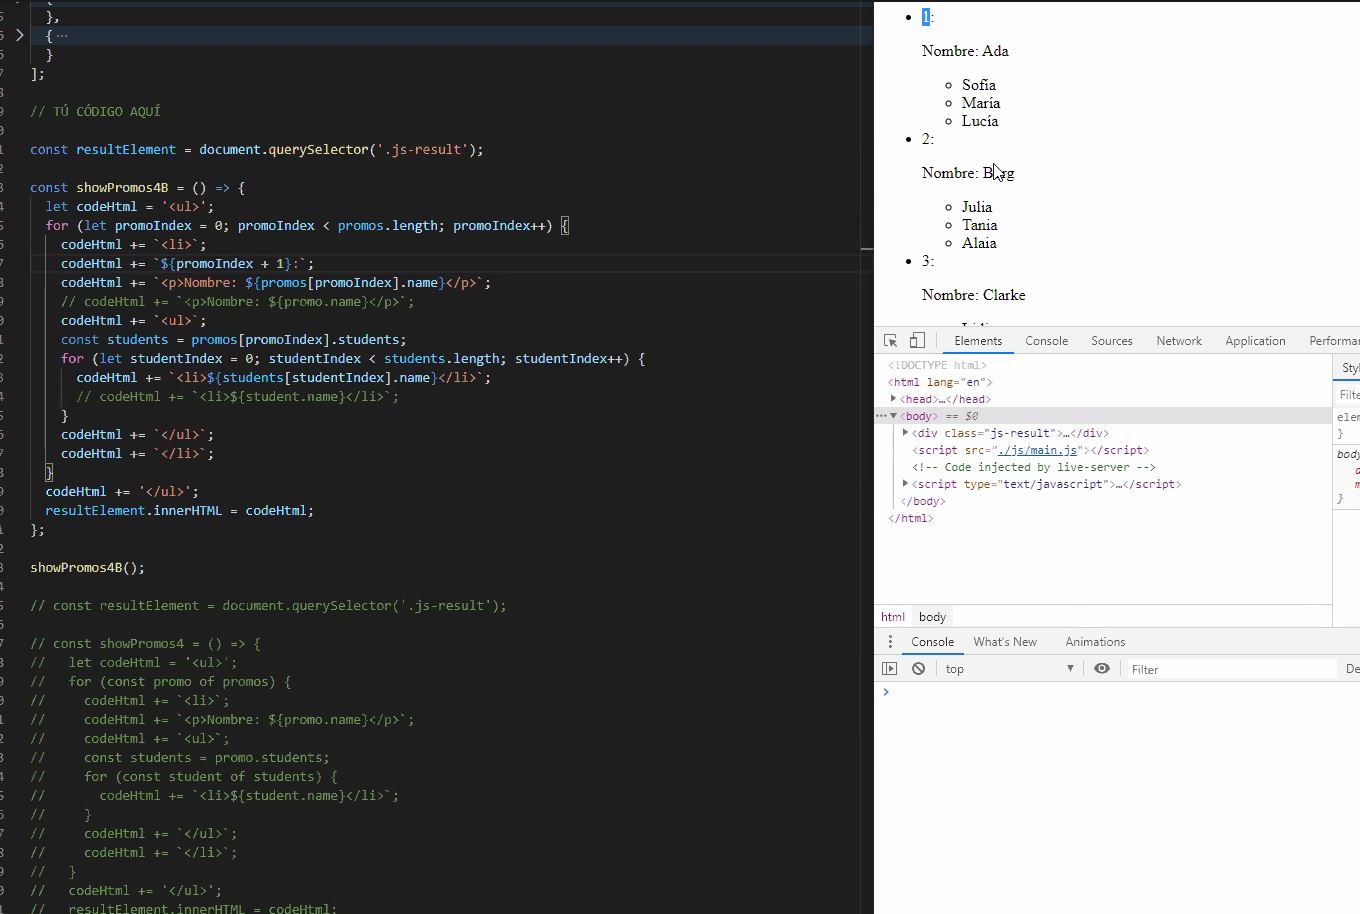 },
{ ...
}
];
// TÚ CÓDIGO AQUÍ
const resultElement = document.querySelector('.js-result');
const showPromos4B = () => {
let codeHtml = '<ul>';
for (let promoIndex = 0; promoIndex < promos.length; promoIndex++) {
codeHtml += `<li>`;
codeHtml += `${promoIndex + 1}:`;
codeHtml += `<p>Nombre: ${promos[promoIndex].name}</p>`;
// codeHtml += `<p>Nombre: ${promo.name}</p>`;
codeHtml += `<ul>`;
const students = promos[promoIndex].students;
for (let studentIndex = 0; studentIndex < students.length; studentIndex++) {
codeHtml += `<li>${students[studentIndex].name}</li>`;
// codeHtml += `<li>${student.name}</li>`;
}
codeHtml += `</ul>`;
codeHtml += `</li>`;
}
codeHtml += '</ul>';
resultElement.innerHTML = codeHtml;
};
showPromos4B();
// const resultElement = document.querySelector('.js-result');
// const showPromos4 = () => {
//   let codeHtml = '<ul>';
//   for (const promo of promos) {
//     codeHtml += `<li>`;
//     codeHtml += `<p>Nombre: ${promo.name}</p>`;
//     codeHtml += `<ul>`;
//     const students = promo.students;
//     for (const student of students) {
//       codeHtml += `<li>${student.name}</li>`;
//     }
//     codeHtml += `</ul>`;
//     codeHtml += `</li>`;
//   }
//   codeHtml += '</ul>';
//   resultElement.innerHTML = codeHtml;
1:
Nombre: Ada
Sofía
María
Lucía
2:
Nombre: Borg
Julia
Tania
Alaia
3:
Nombre: Clarke
Elements Console Sources Network Application Performan
<!DOCTYPE html>
<html lang="en">
<head>…</head>
<body> == $0
<div class="js-result">…</div>
<script src="./js/main.js"></script>
<!-- Code injected by live-server -->
<script type="text/javascript">…</script>
</body>
</html>
Styl
Filte
elem
}
body
}
html body
Console What's New Animations
top Filter De